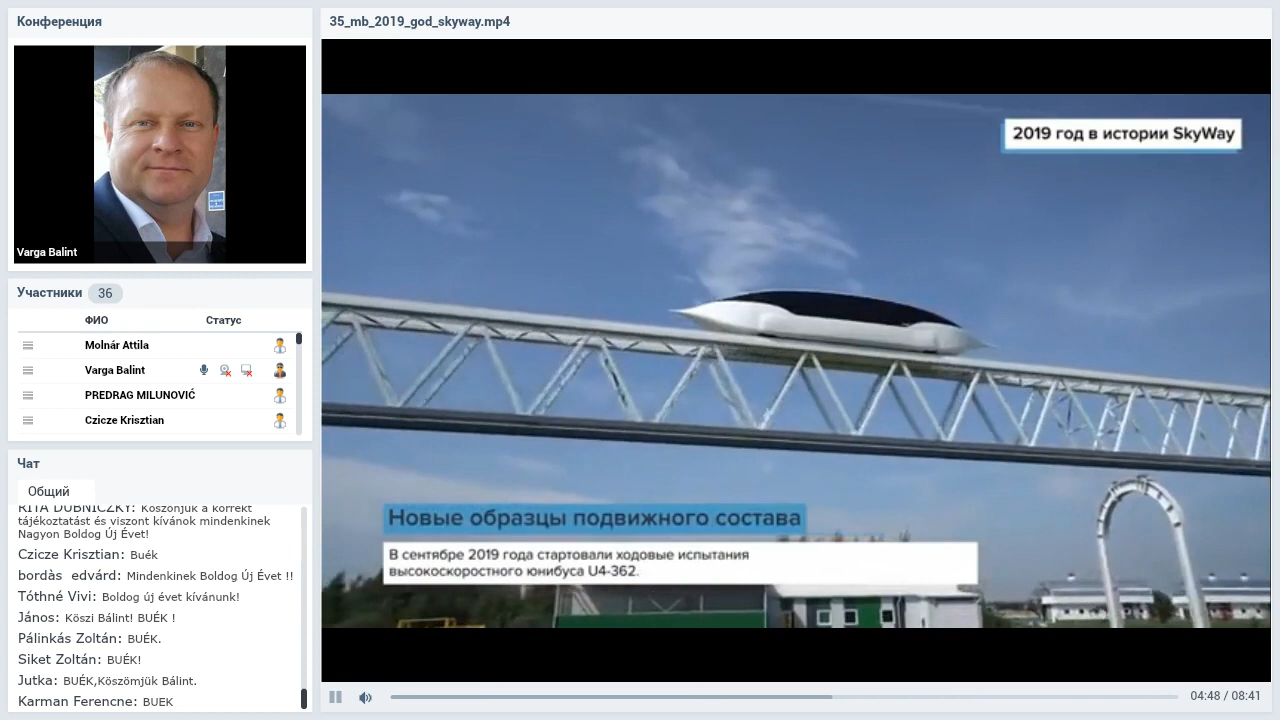 Конференция
Varga Balint
Участники 36
ФИО Статус
Molnár Attila
Varga Balint
PREDRAG MILUNOVIĆ
Czicze Krisztian
Чат
Общий
RITA DUBNICZKY: Köszönjük a korrekt
tájékoztatást és viszont kívánok mindenkinek
Nagyon Boldog Új Évet!
Czicze Krisztian: Buék
bordàs edvárd: Mindenkinek Boldog Új Évet !!
Tóthné Vivi: Boldog új évet kívánunk!
János: Köszi Bálint! BUÉK !
Pálinkás Zoltán: BUÉK.
Siket Zoltán: BUÉK!
Jutka: BUÉK,Köszömjük Bálint.
Karman Ferencne: BUEK
35_mb_2019_god_skyway.mp4
2019 год в истории SkyWay
Новые образцы подвижного состава
В сентябре 2019 года стартовали ходовые испытания
высокоскоростного юнибуса U4-362.
04:48 / 08:41